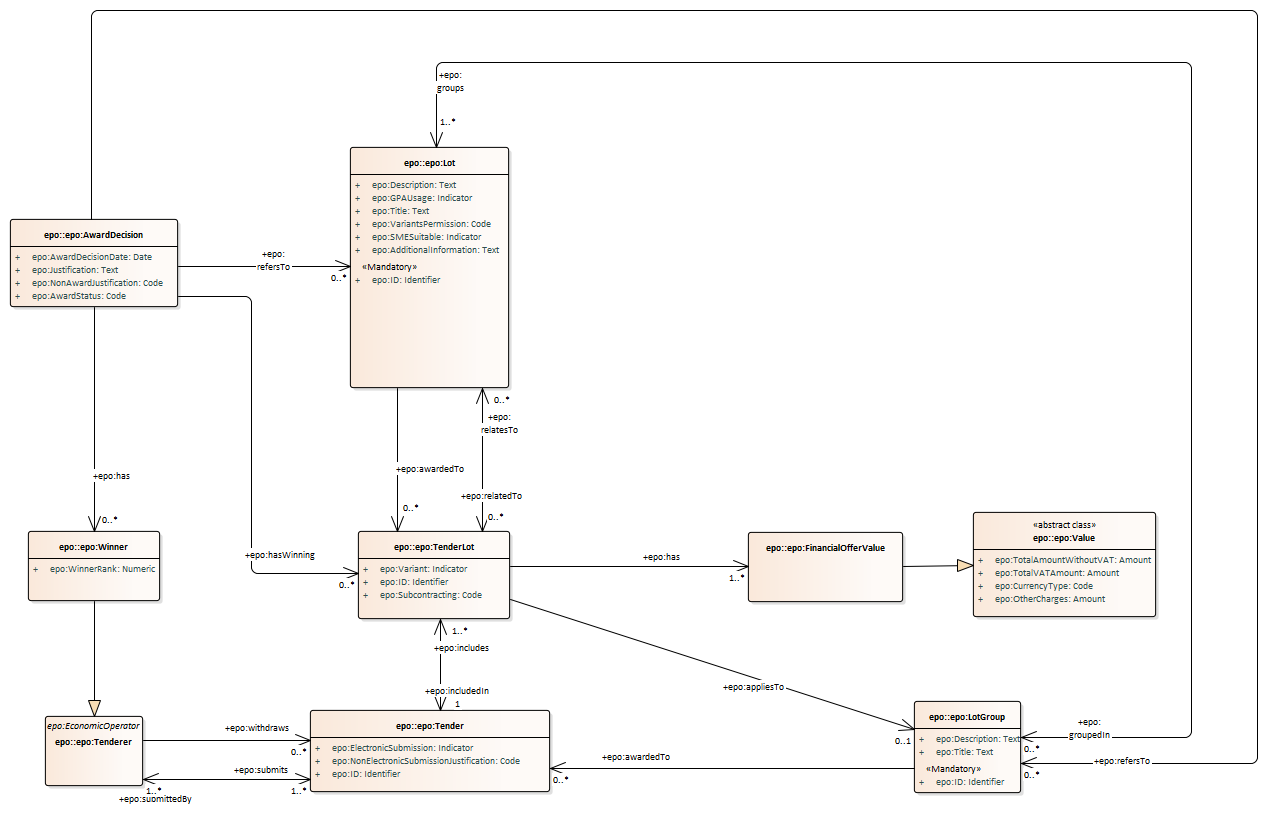 +epo:
groups
1..*
epo::epo:Lot
+ epo:Description: Text
+ epo:GPAUsage: Indicator
+ epo:Title: Text
+ epo:VariantsPermission: Code
+ epo:SMESuitable: Indicator
+ epo:AdditionalInformation: Text
«Mandatory»
+ epo:ID: Identifier
epo::epo:AwardDecision
+ epo:AwardDecisionDate: Date
+ epo:Justification: Text
+ epo:NonAwardJustification: Code
+ epo:AwardStatus: Code
+epo:
refersTo
0..*
0..*
+epo:
relatesTo
+epo:awardedTo
0..*
+epo:relatedTo
0..*
+epo:has
0..*
+epo:hasWinning
0..*
epo::epo:Winner
+ epo:WinnerRank: Numeric
epo::epo:TenderLot
+ epo:Variant: Indicator
+ epo:ID: Identifier
+ epo:Subcontracting: Code
+epo:has
1..*
epo::epo:FinancialOfferValue
«abstract class»
epo::epo:Value
+ epo:TotalAmountWithoutVAT: Amount
+ epo:TotalVATAmount: Amount
+ epo:CurrencyType: Code
+ epo:OtherCharges: Amount
1..*
+epo:includes
+epo:includedIn
1
+epo:appliesTo
0..1
epo:EconomicOperator
epo::epo:Tenderer
+epo:withdraws
0..*
+epo:submits
1..*
1..*
+epo:submittedBy
epo::epo:Tender
+ epo:ElectronicSubmission: Indicator
+ epo:NonElectronicSubmissionJustification: Code
+ epo:ID: Identifier
+epo:awardedTo
0..*
epo::epo:LotGroup
+ epo:Description: Text
+ epo:Title: Text
«Mandatory»
+ epo:ID: Identifier
+epo:
groupedIn
0..*
+epo:refersTo
0..*